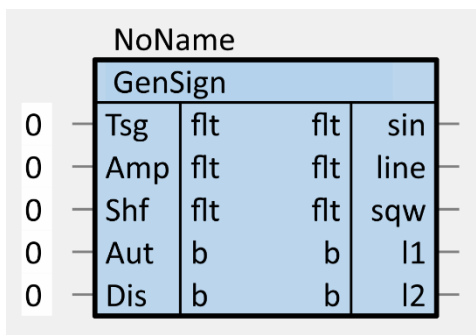 NoName
GenSign
0 Tsg flt flt sin
0 Amp flt flt line
0 Shf flt flt sqw
0 Aut b b l1
0 Dis b b l2